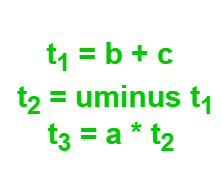 t₁ = b + c
t₂ = uminus t₁
t₃ = a * t₂